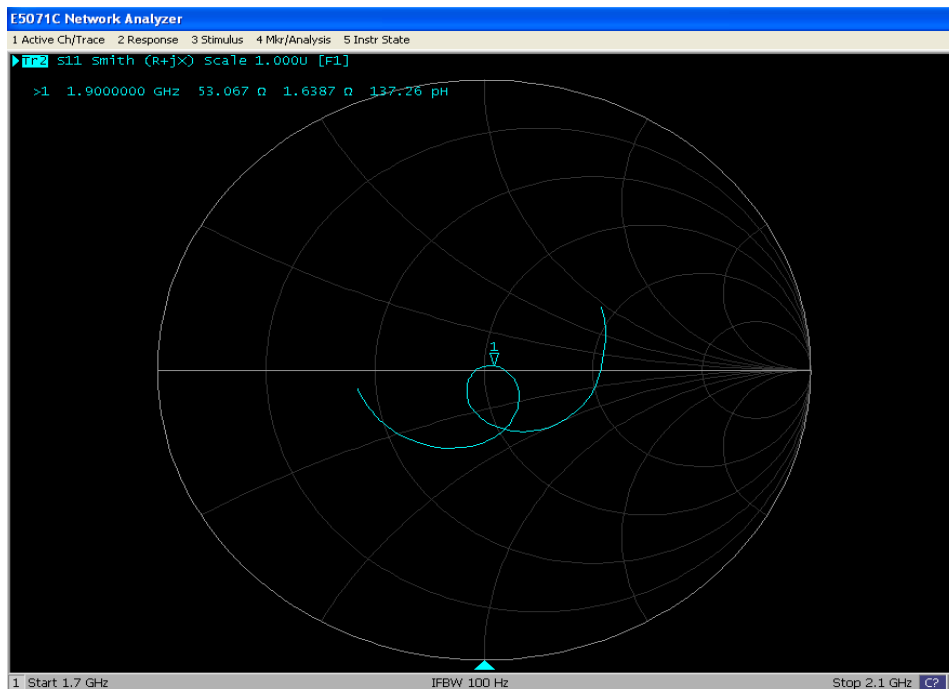 E5071C Network Analyzer
1 Active Ch/Trace 2 Response 3 Stimulus 4 Mkr/Analysis 5 Instr State
Tr2 S11 Smith (R+jX) Scale 1.000U [F1]
>1 1.9000000 GHz 53.067 Ω 1.6387 Ω 137.26 pH
1
1 Start 1.7 GHz IFBW 100 Hz Stop 2.1 GHz C?